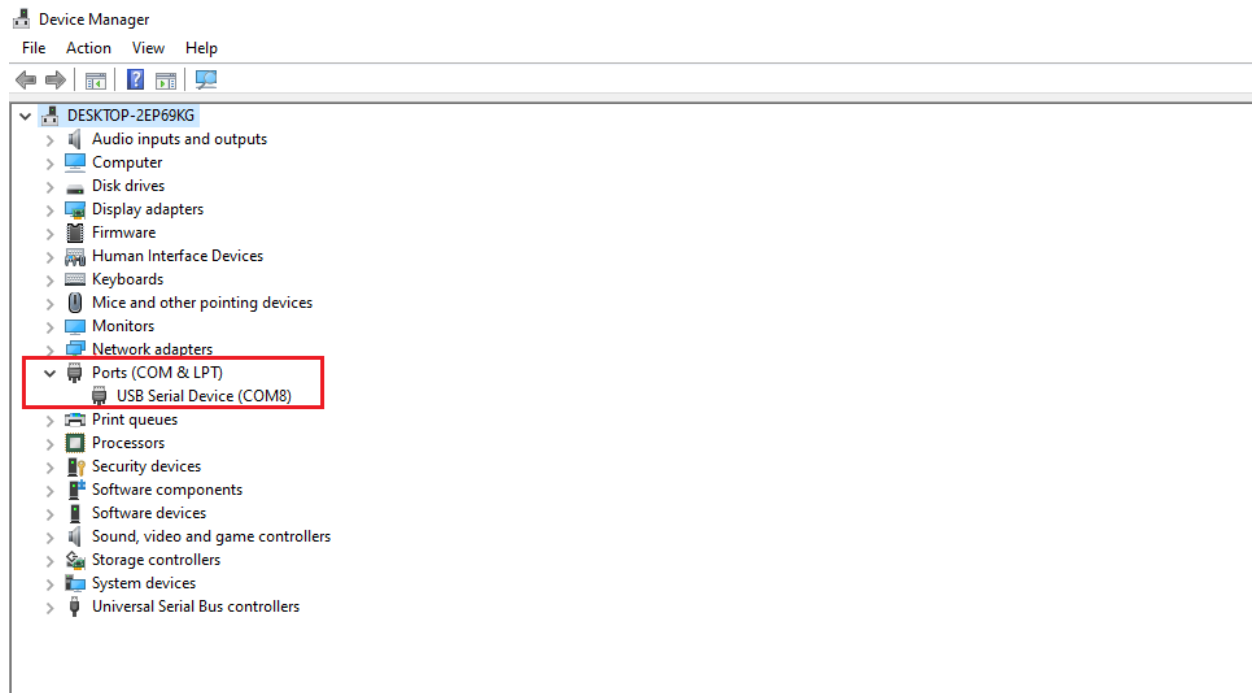 Device Manager
File Action View Help
DESKTOP-2EP69KG
Audio inputs and outputs
Computer
Disk drives
Display adapters
Firmware
Human Interface Devices
Keyboards
Mice and other pointing devices
Monitors
Network adapters
Ports (COM & LPT)
USB Serial Device (COM8)
Print queues
Processors
Security devices
Software components
Software devices
Sound, video and game controllers
Storage controllers
System devices
Universal Serial Bus controllers